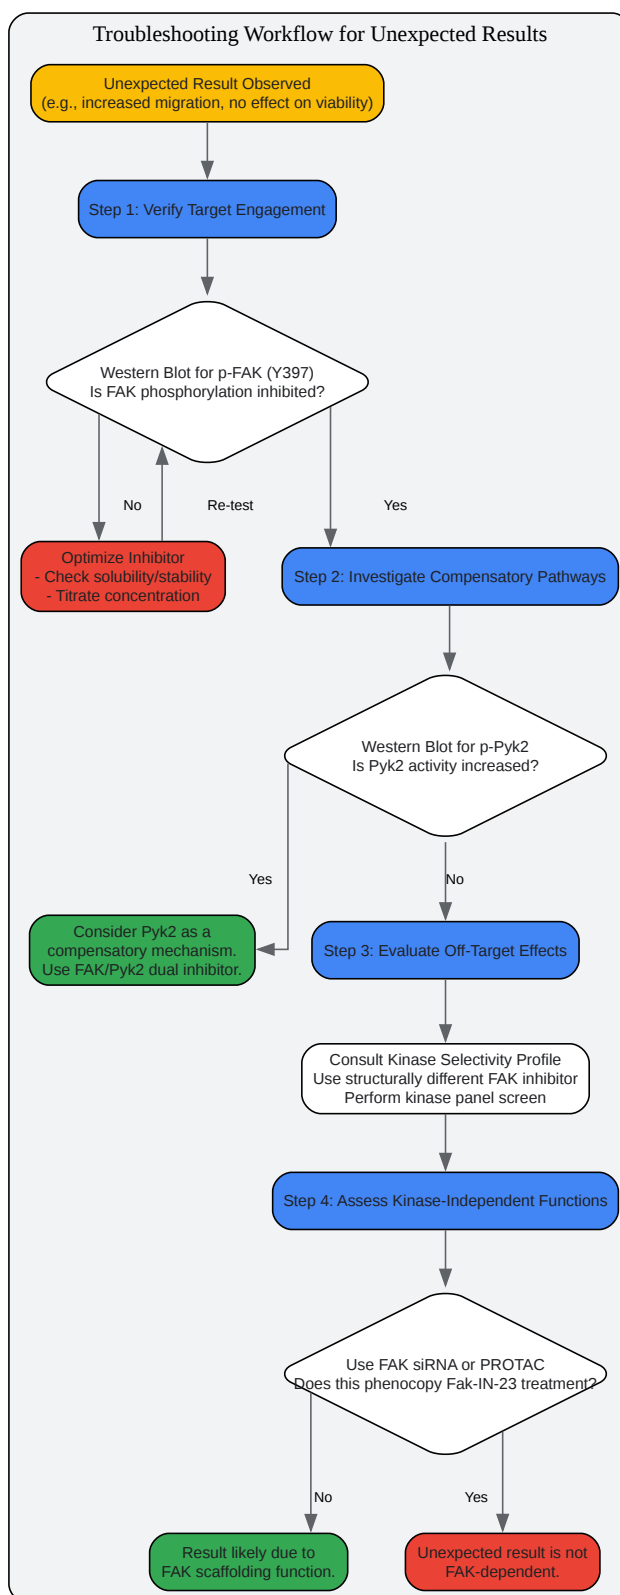 Troubleshooting Workflow for Unexpected Results
Unexpected Result Observed
(e.g., increased migration, no effect on viability)
Step 1: Verify Target Engagement
Western Blot for p-FAK (Y397)
Is FAK phosphorylation inhibited?
No
Re-test
Yes
Optimize Inhibitor
- Check solubility/stability
- Titrate concentration
Step 2: Investigate Compensatory Pathways
Western Blot for p-Pyk2
Is Pyk2 activity increased?
Yes
No
Consider Pyk2 as a
compensatory mechanism.
Use FAK/Pyk2 dual inhibitor.
Step 3: Evaluate Off-Target Effects
Consult Kinase Selectivity Profile
Use structurally different FAK inhibitor
Perform kinase panel screen
Step 4: Assess Kinase-Independent Functions
Use FAK siRNA or PROTAC
Does this phenocopy Fak-IN-23 treatment?
No
Yes
Result likely due to
FAK scaffolding function.
Unexpected result is not
FAK-dependent.